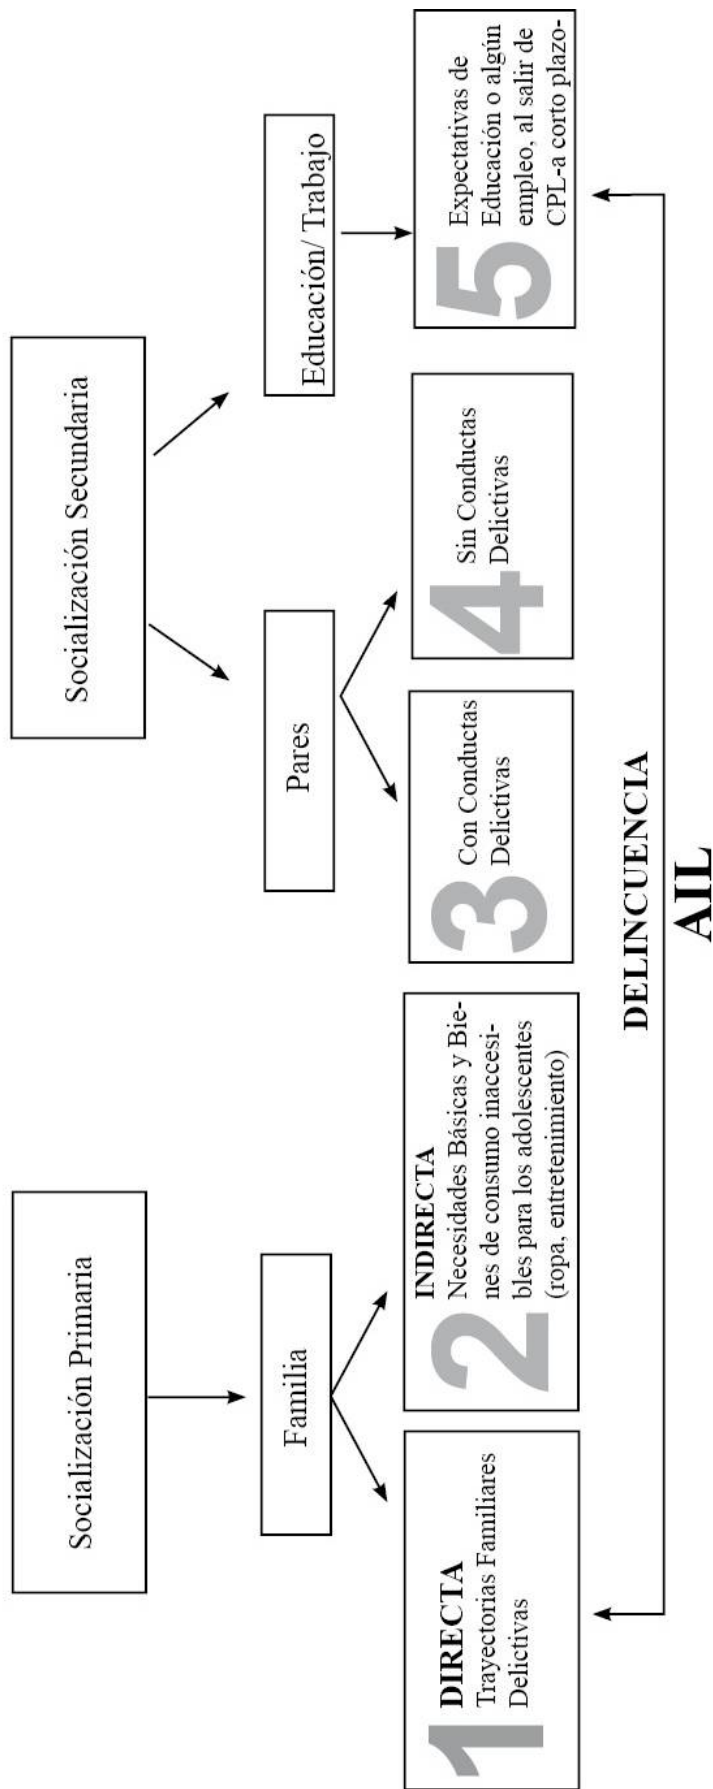 Socialización Primaria
Familia
1
DIRECTA
Trayectorias Familiares
Delictivas
2
INDIRECTA
Necesidades Básicas y Bie-
nes de consumo inaccesi-
bles para los adolescentes
(ropa, entretenimiento)
Socialización Secundaria
Pares
3
Con Conductas
Delictivas
4
Sin Conductas
Delictivas
Educación/ Trabajo
5
Expectativas de
Educación o algún
empleo, al salir de
CPL-a corto plazo-
DELINCUENCIA
AIL